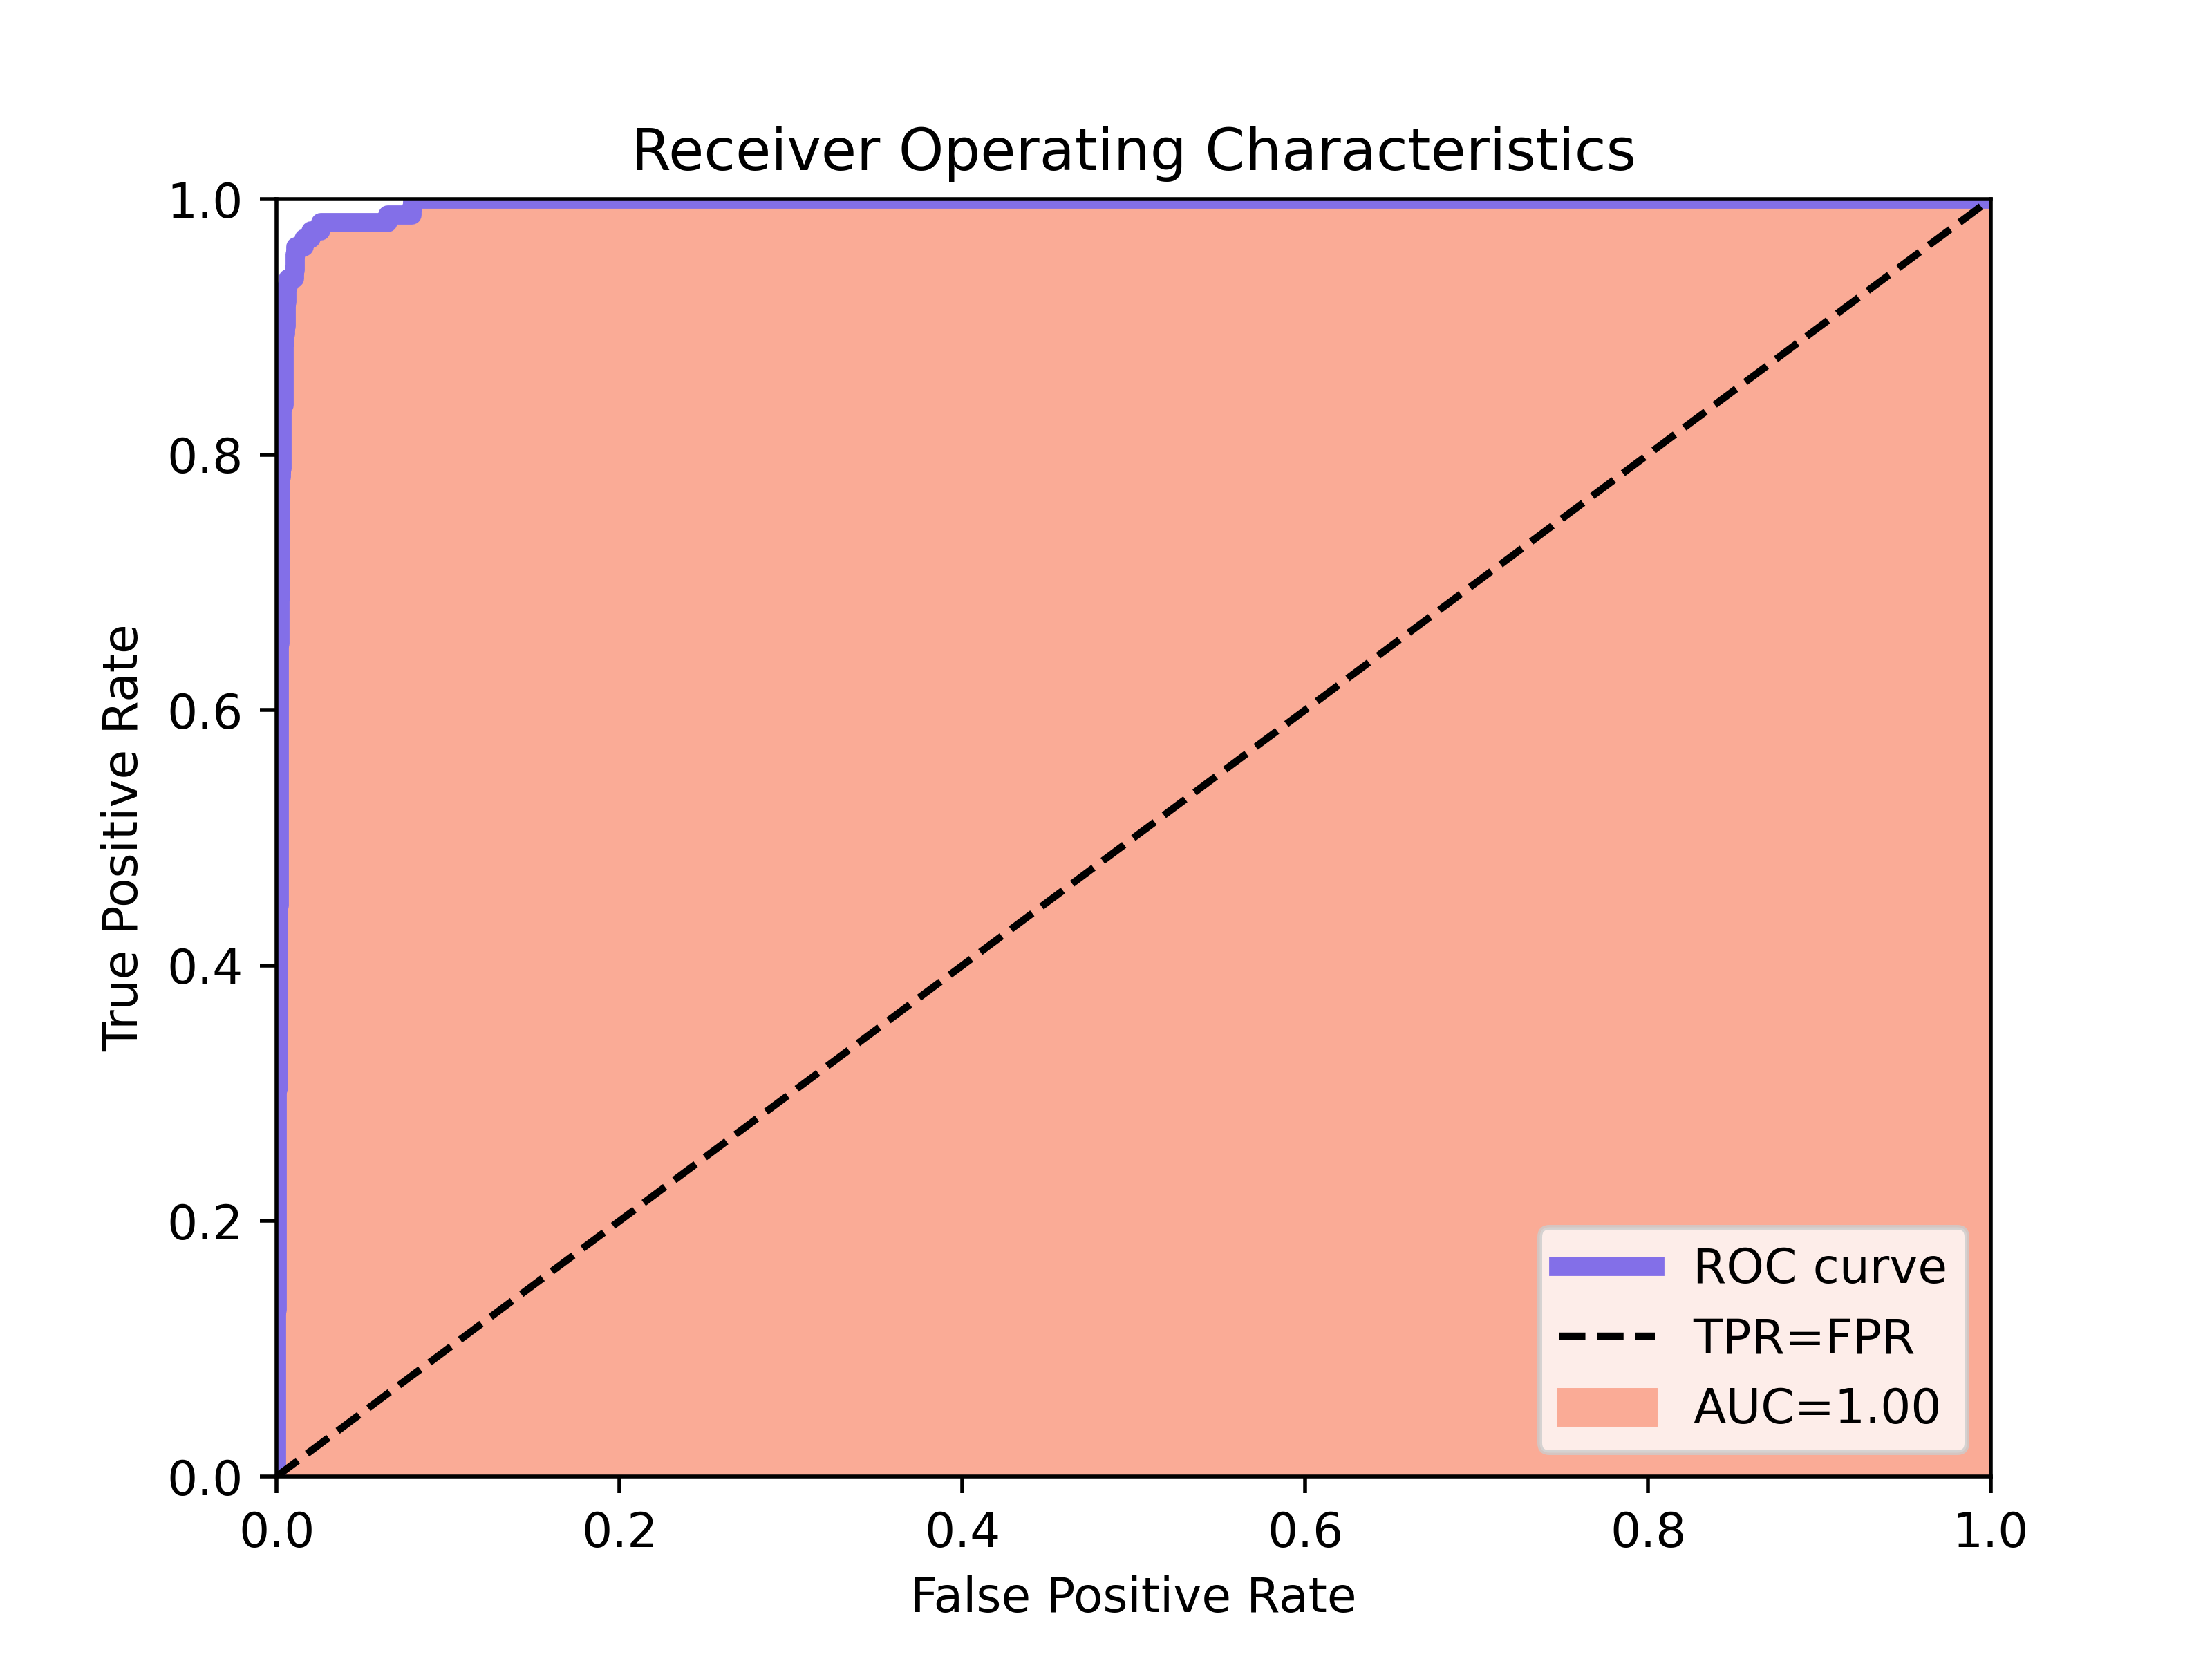 Receiver Operating Characteristics
1.0
0.8
0.6
0.4
0.2
0.0
True Positive Rate
ROC curve
TPR=FPR
AUC=1.00
0.0 0.2 0.4 0.6 0.8 1.0
False Positive Rate